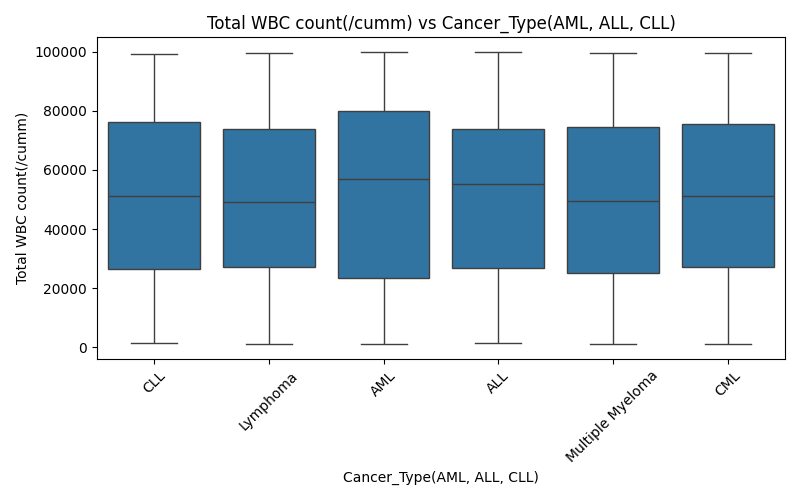 Total WBC count(/cumm) vs Cancer_Type(AML, ALL, CLL)
Total WBC count(/cumm)
100000
80000
60000
40000
20000
0
CLL
Lymphoma
AML
ALL
Multiple Myeloma
CML
Cancer_Type(AML, ALL, CLL)